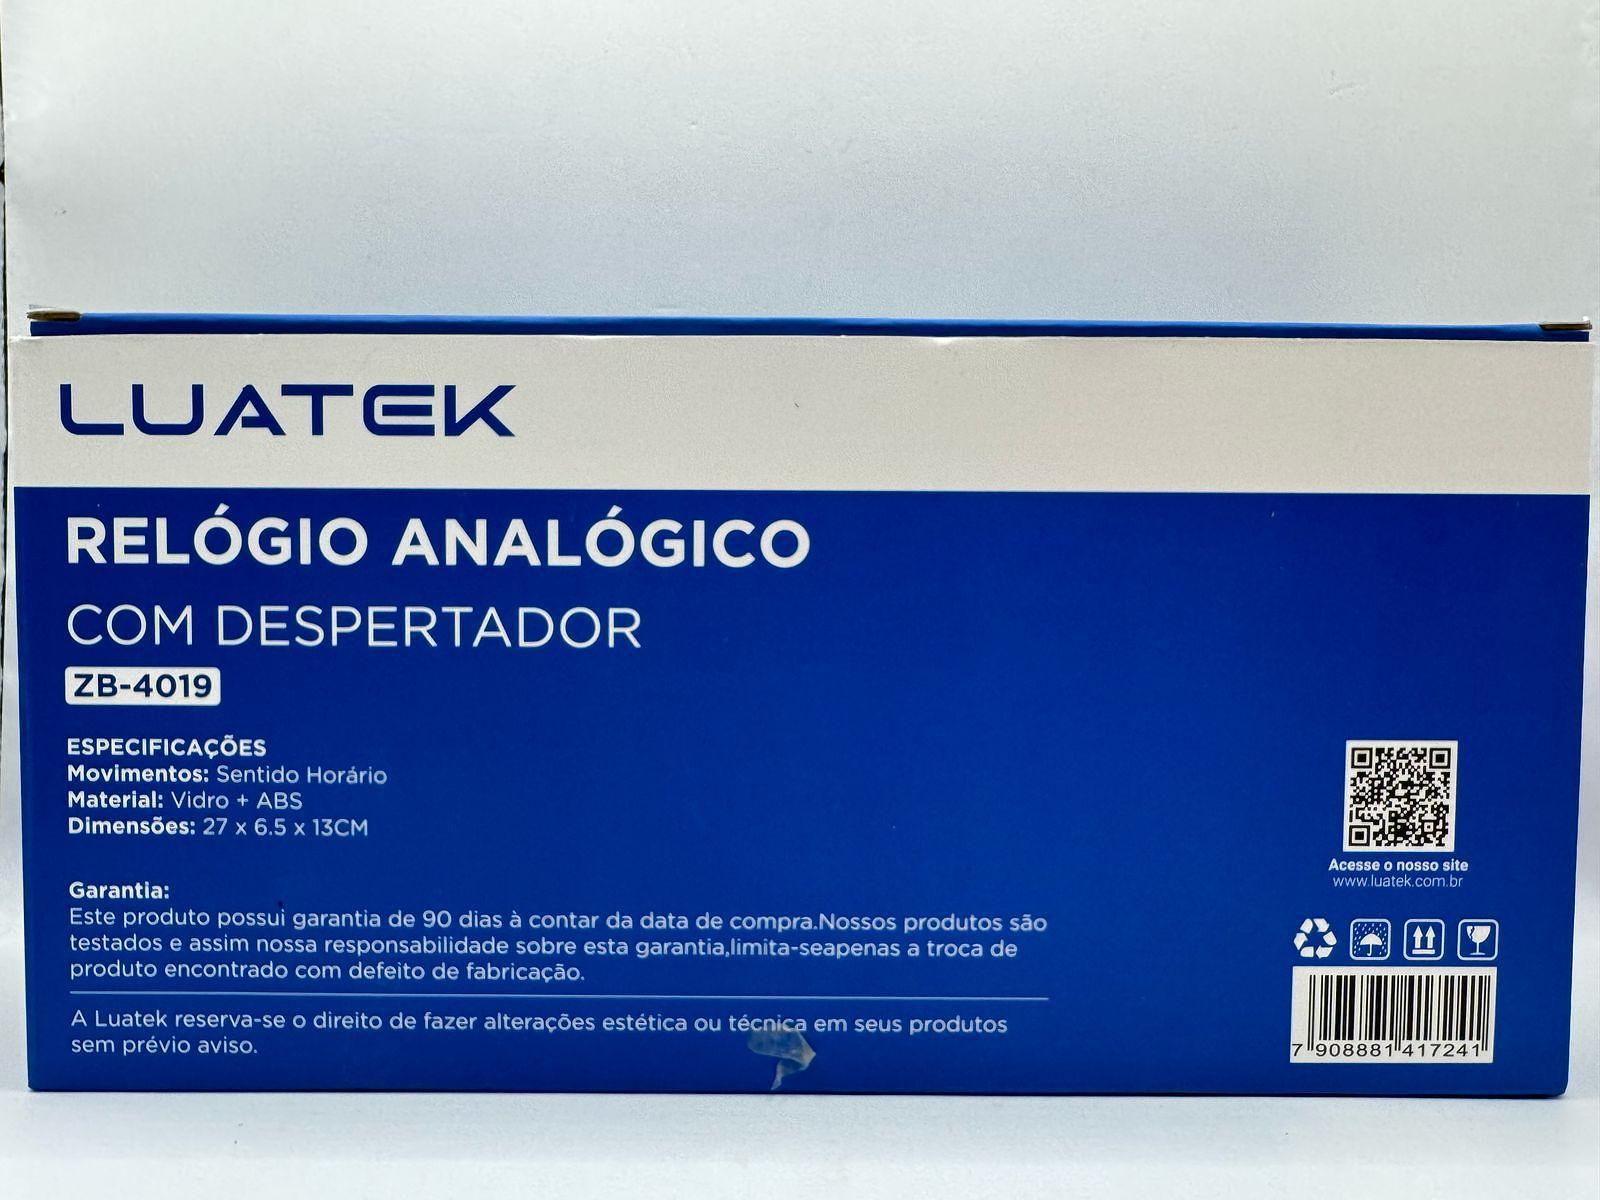 LUATEK
RELÓGIO ANALÓGICO
COM DESPERTADOR
ZB-4019
ESPECIFICAÇÕES
Movimentos: Sentido Horário
Material: Vidro + ABS
Dimensões: 27 x 6.5 x 13CM
Garantia:
Este produto possui garantia de 90 dias à contar da data de compra.Nossos produtos são
testados e assim nossa responsabilidade sobre esta garantia,limita-seapenas a troca de
produto encontrado com defeito de fabricação.
A Luatek reserva-se o direito de fazer alterações estética ou técnica em seus produtos
sem prévio aviso.
Acesse o nosso site
www.luatek.com.br
7 908881 417241